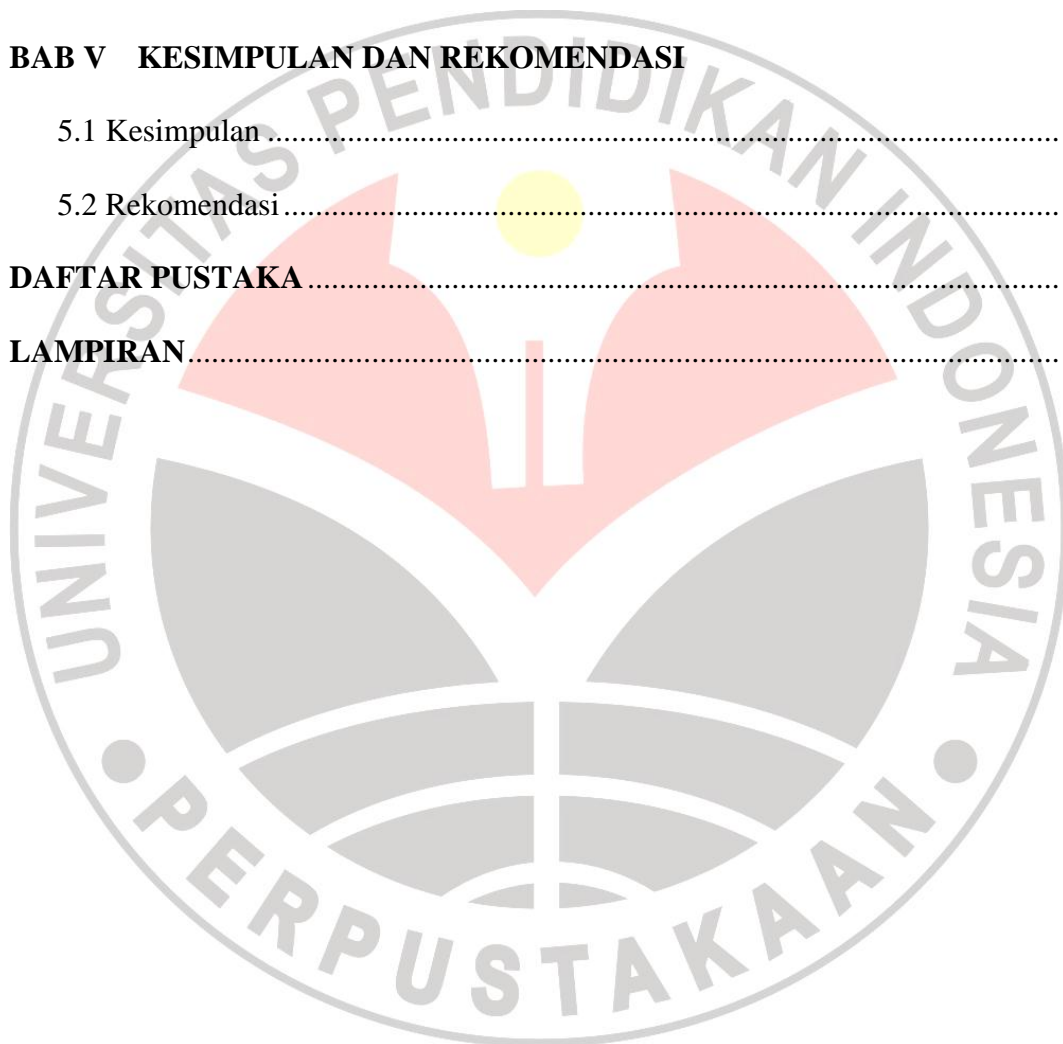 BAB V KESIMPULAN DAN REKOMENDASI
5.1 Kesimpulan ....................................................................................................
5.2 Rekomendasi ..................................................................................................
DAFTAR PUSTAKA ...............................................................................................
LAMPIRAN..............................................................................................................
UNIVERSITAS PENDIDIKAN INDONESIA
PERPUSTAKAAN